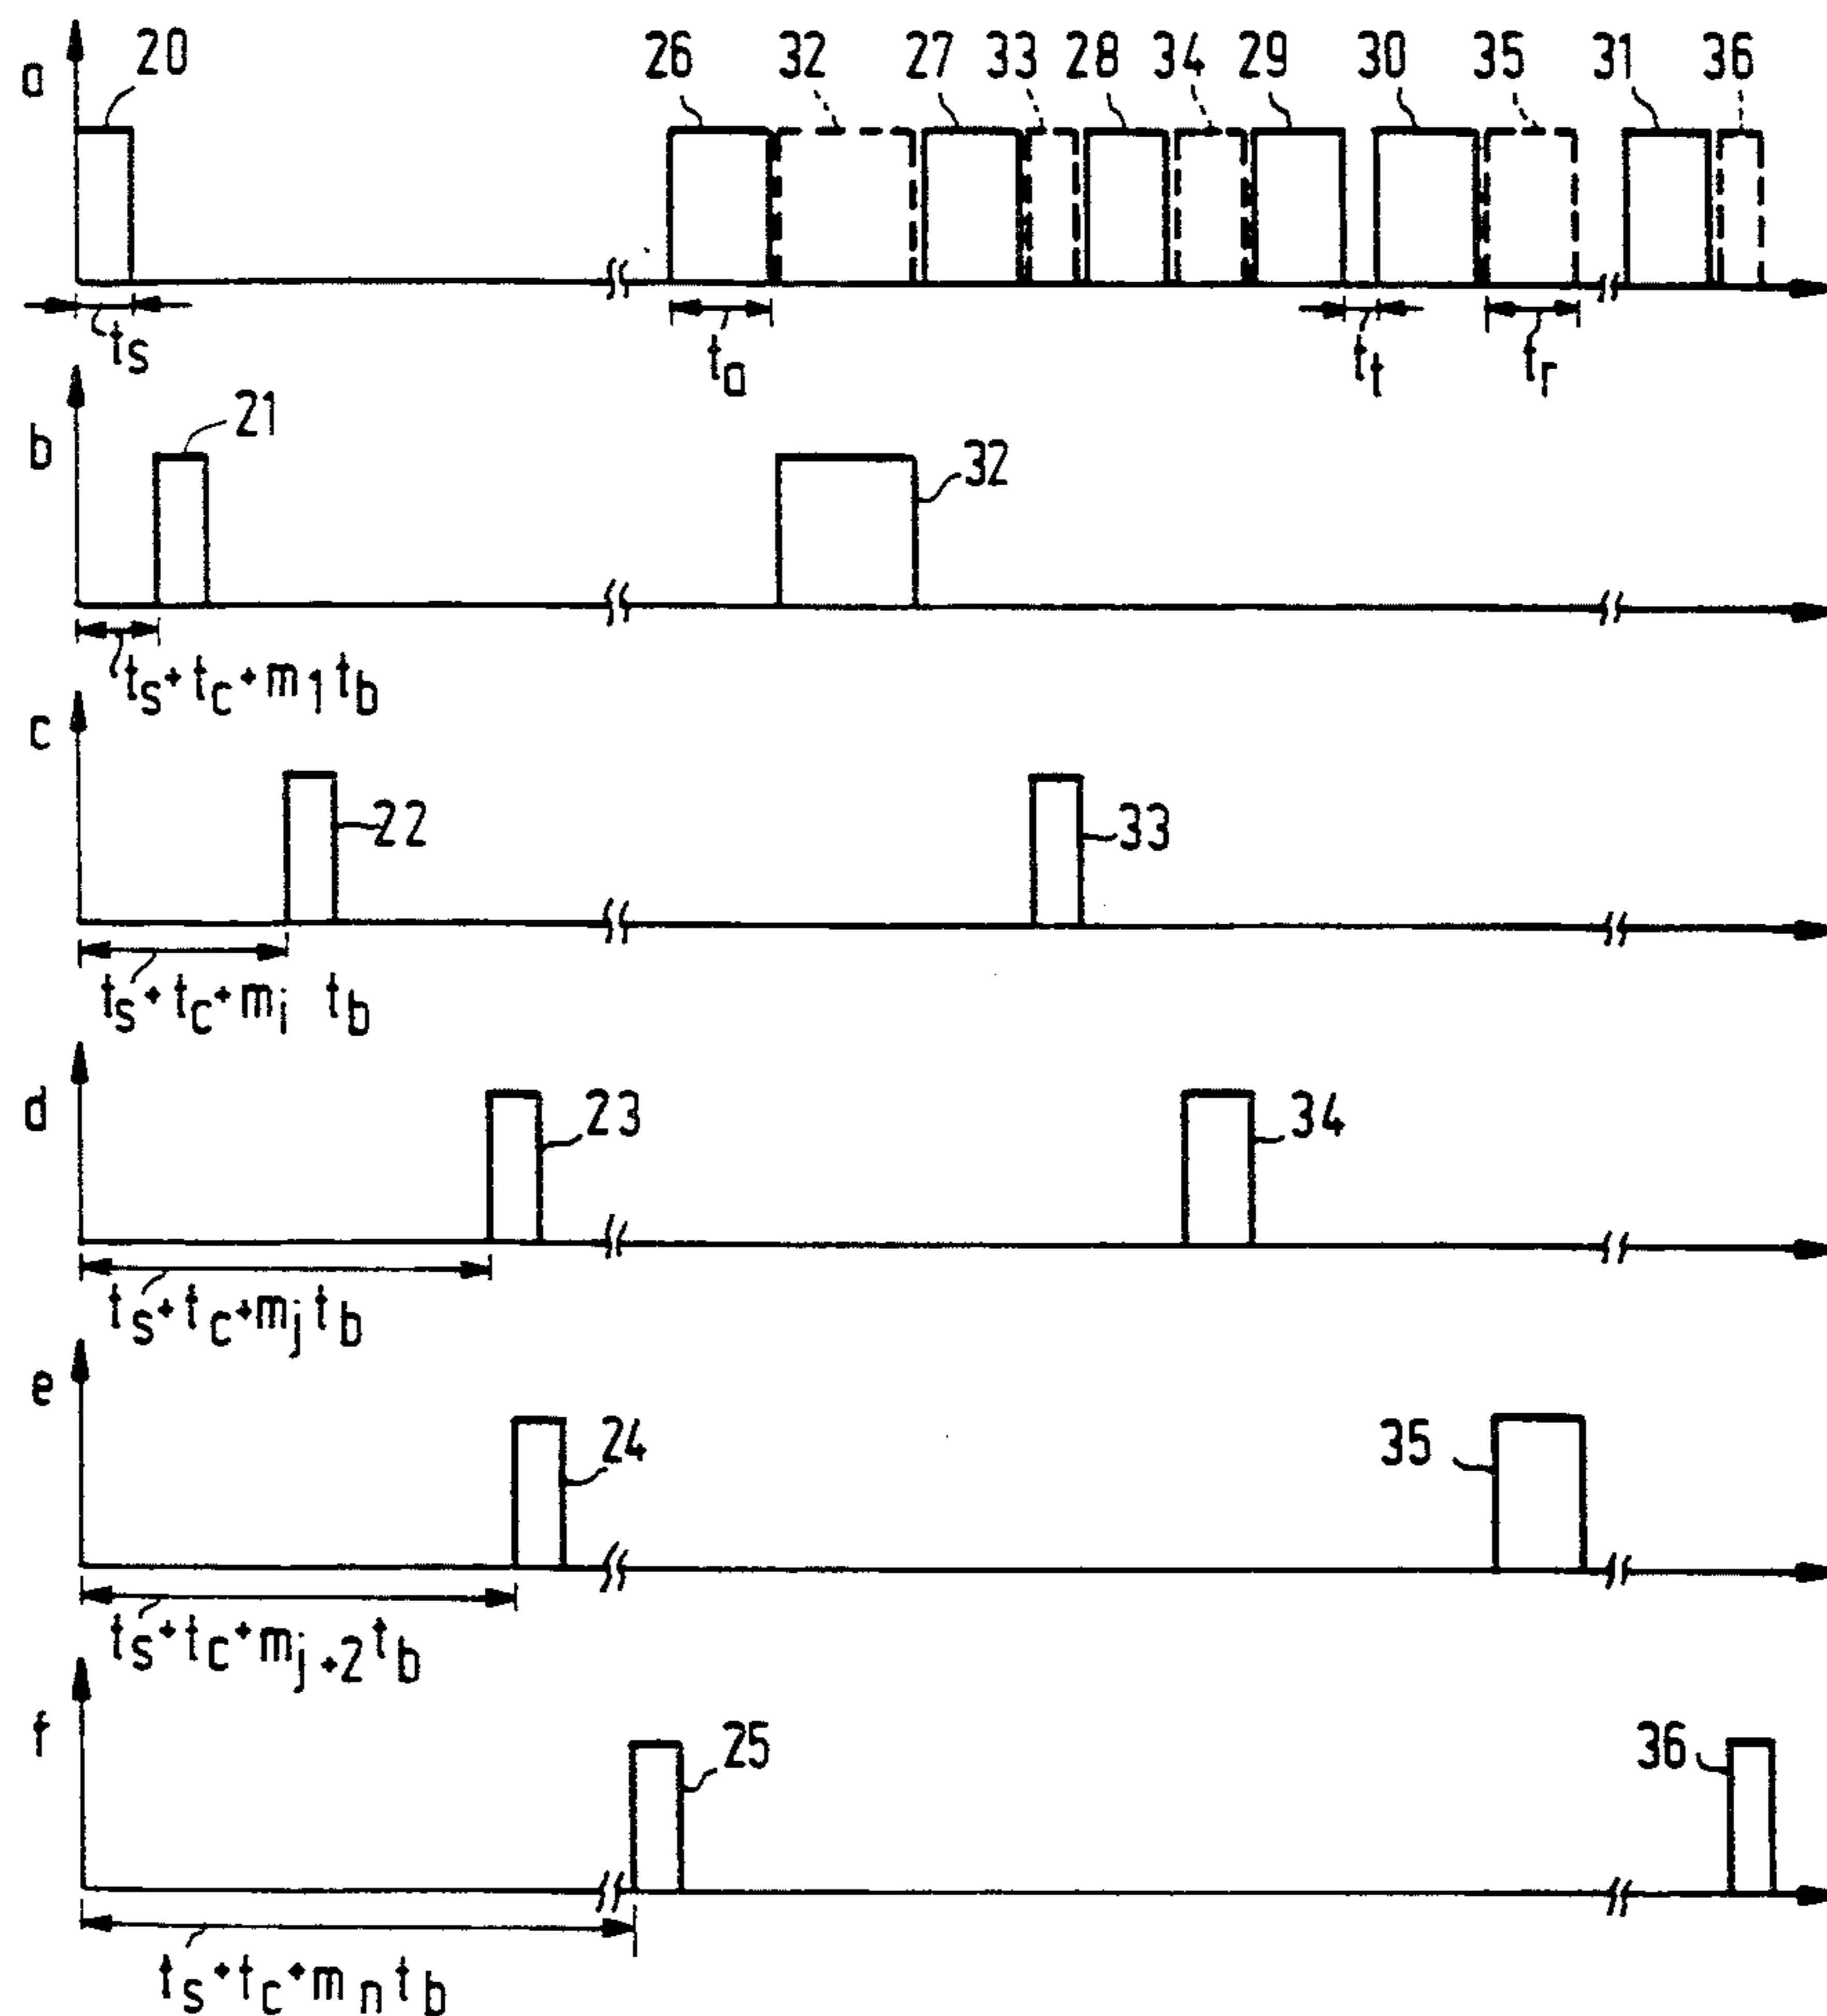 a 20 26 32 27 33 28 34 29 30 35 31 36
ts ta tt tr
b 21 32
ts+tc+m1tb
c 22 33
ts+tc+mi tb
d 23 34
ts+tc+mjtb
e 24 35
ts+tc+mj+2tb
f 25 36
ts+tc+mntb